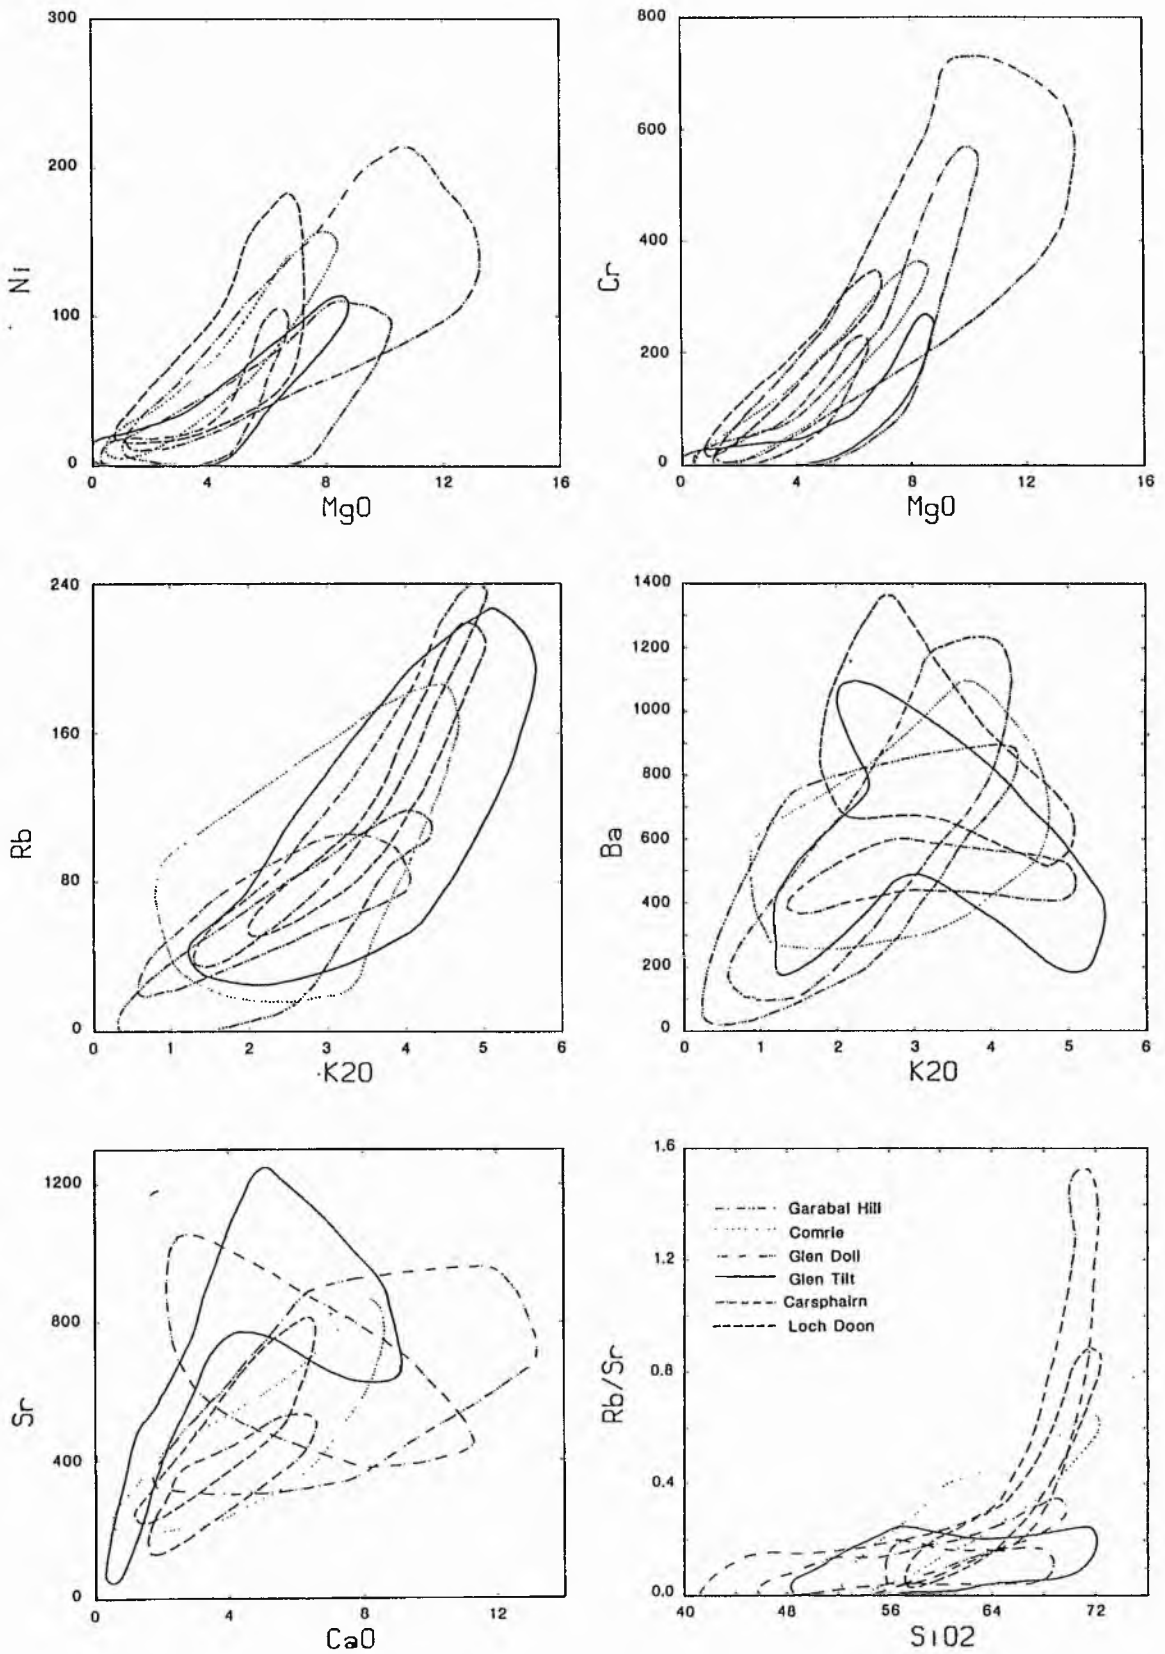 300
200
100
0
Ni
0 4 8 12 16
MgO
800
600
400
200
0
Cr
0 4 8 12 16
MgO
240
160
80
0
Rb
0 1 2 3 4 5 6
K2O
1400
1200
1000
800
600
400
200
0
Ba
0 1 2 3 4 5 6
K2O
1200
800
400
0
Sr
0 4 8 12
CaO
1.6
1.2
0.8
0.4
0.0
Rb/Sr
Garabal Hill
Comrie
Glen Doll
Glen Tilt
Carsphairn
Loch Doon
40 48 56 64 72
SiO2